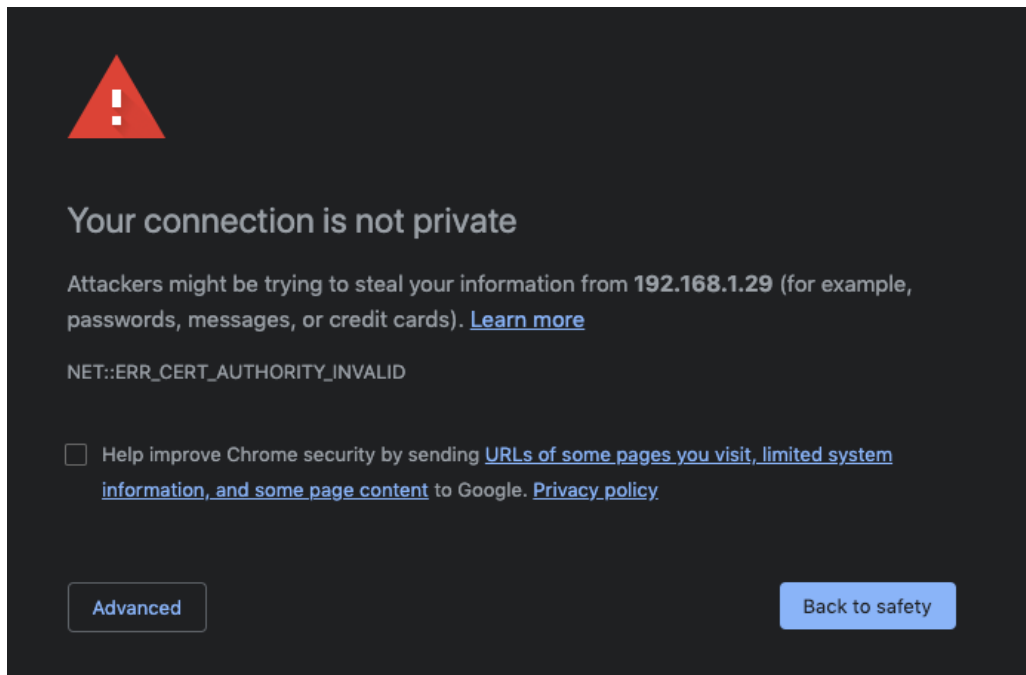 Your connection is not private
Attackers might be trying to steal your information from 192.168.1.29 (for example,
passwords, messages, or credit cards). Learn more
NET::ERR_CERT_AUTHORITY_INVALID
Help improve Chrome security by sending URLs of some pages you visit, limited system
information, and some page content to Google. Privacy policy
Advanced
Back to safety